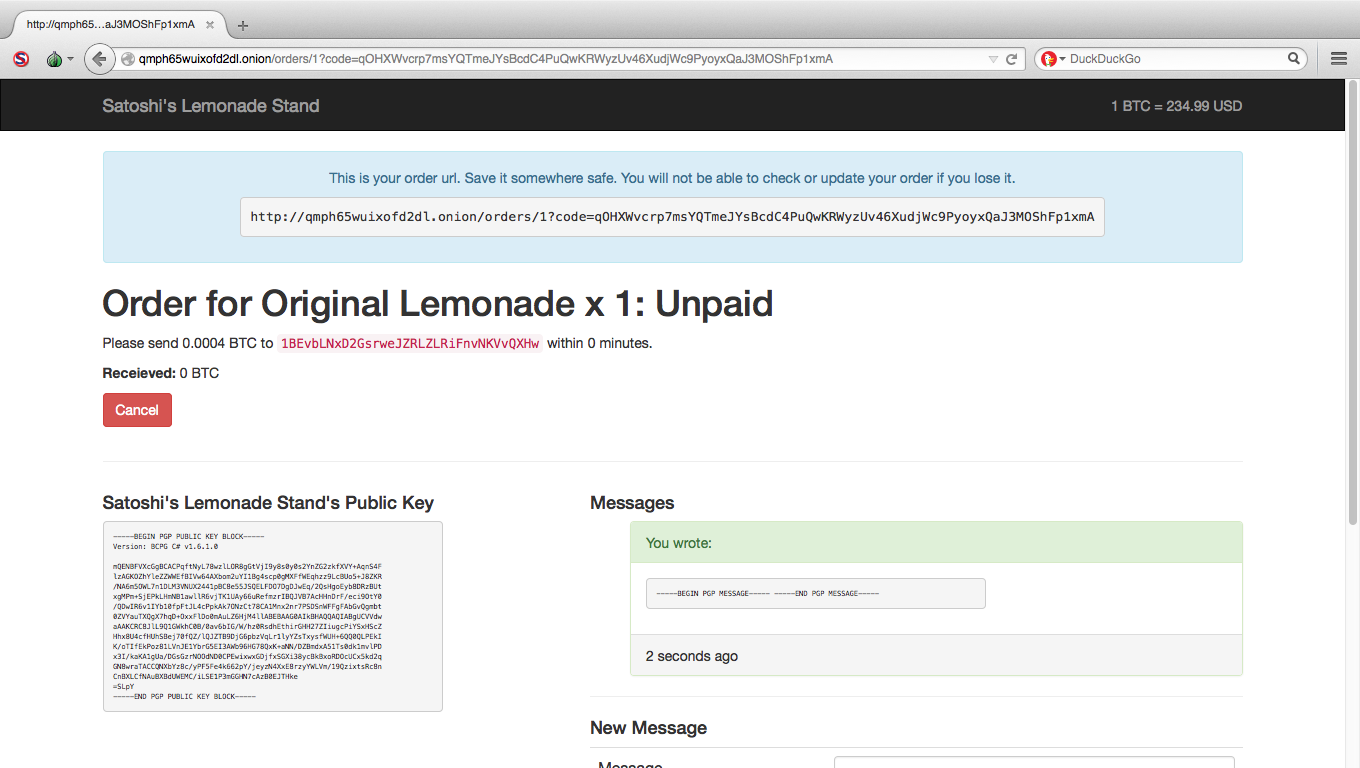 http://qmph65...aJ3MOShFp1xmA
qmph65wuixofd2dl.onion/orders/1?code=qOHXWvcrp7msYQTmeJYsBcdC4PuQwKRWyzUv46XudjWc9PyoyxQaJ3MOShFp1xmA
DuckDuckGo
Satoshi's Lemonade Stand
1 BTC = 234.99 USD
This is your order url. Save it somewhere safe. You will not be able to check or update your order if you lose it.
http://qmph65wuixofd2dl.onion/orders/1?code=qOHXWvcrp7msYQTmeJYsBcdC4PuQwKRWyzUv46XudjWc9PyoyxQaJ3MOShFp1xmA
Order for Original Lemonade x 1: Unpaid
Please send 0.0004 BTC to 1BEvbLNxD2GsrweJZRLZLRiFnvNKVvQXHw within 0 minutes.
Receieved: 0 BTC
Cancel
Satoshi's Lemonade Stand's Public Key
-----BEGIN PGP PUBLIC KEY BLOCK-----
Version: BCPG C# v1.6.1.0
=SLpY
-----END PGP PUBLIC KEY BLOCK-----
Messages
You wrote:
-----BEGIN PGP MESSAGE----- -----END PGP MESSAGE-----
2 seconds ago
New Message
Message